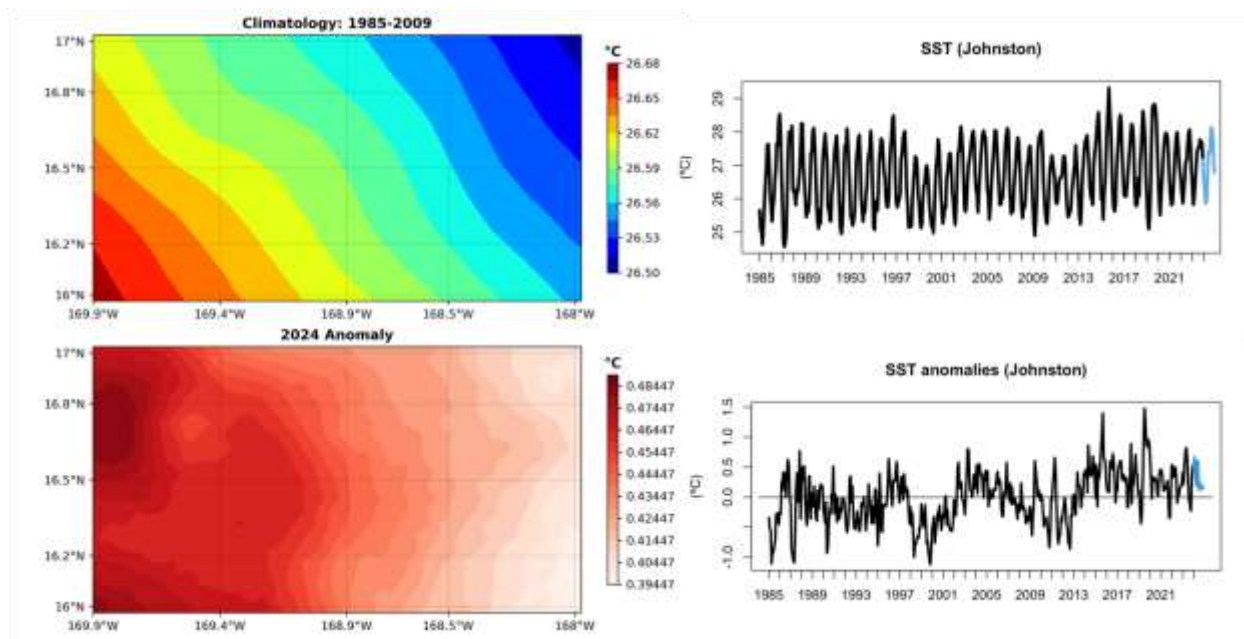 Climatology: 1985-2009
17°N
16.8°N
16.5°N
16.2°N
16°N
169.9°W 169.4°W 168.9°W 168.5°W 168°W
°C
26.68
26.65
26.62
26.59
26.56
26.53
26.50
SST (Johnston)
(ºC)
29
28
27
26
25
1985 1989 1993 1997 2001 2005 2009 2013 2017 2021
2024 Anomaly
17°N
16.8°N
16.5°N
16.2°N
16°N
169.9°W 169.4°W 168.9°W 168.5°W 168°W
°C
0.48447
0.47447
0.46447
0.45447
0.44447
0.43447
0.42447
0.41447
0.40447
0.39447
SST anomalies (Johnston)
(ºC)
1.5
1.0
0.5
0.0
-1.0
1985 1989 1993 1997 2001 2005 2009 2013 2017 2021